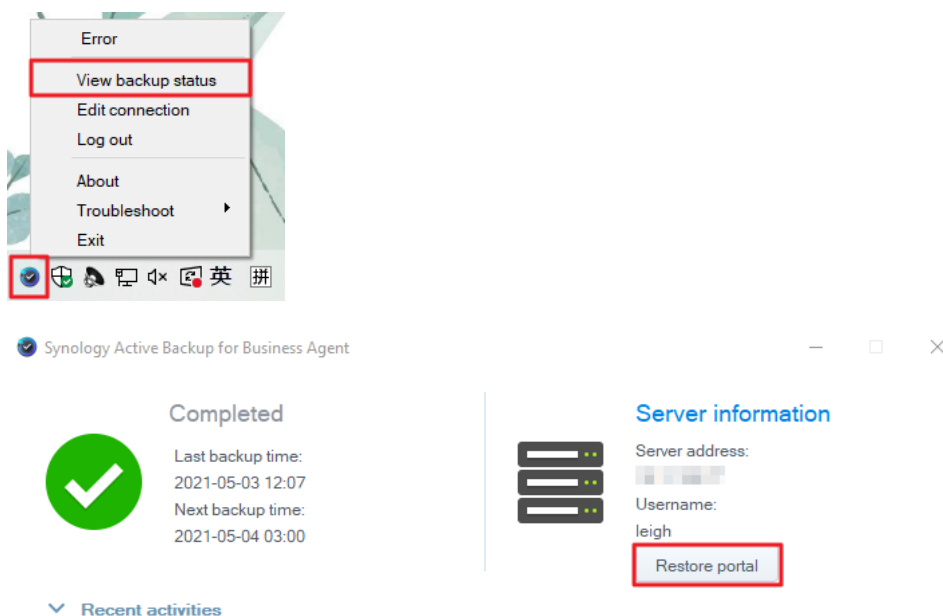 Error
View backup status
Edit connection
Log out
About
Troubleshoot
Exit
英 拼
Synology Active Backup for Business Agent
Completed
Last backup time:
2021-05-03 12:07
Next backup time:
2021-05-04 03:00
Server information
Server address:
Username:
leigh
Restore portal
Recent activities